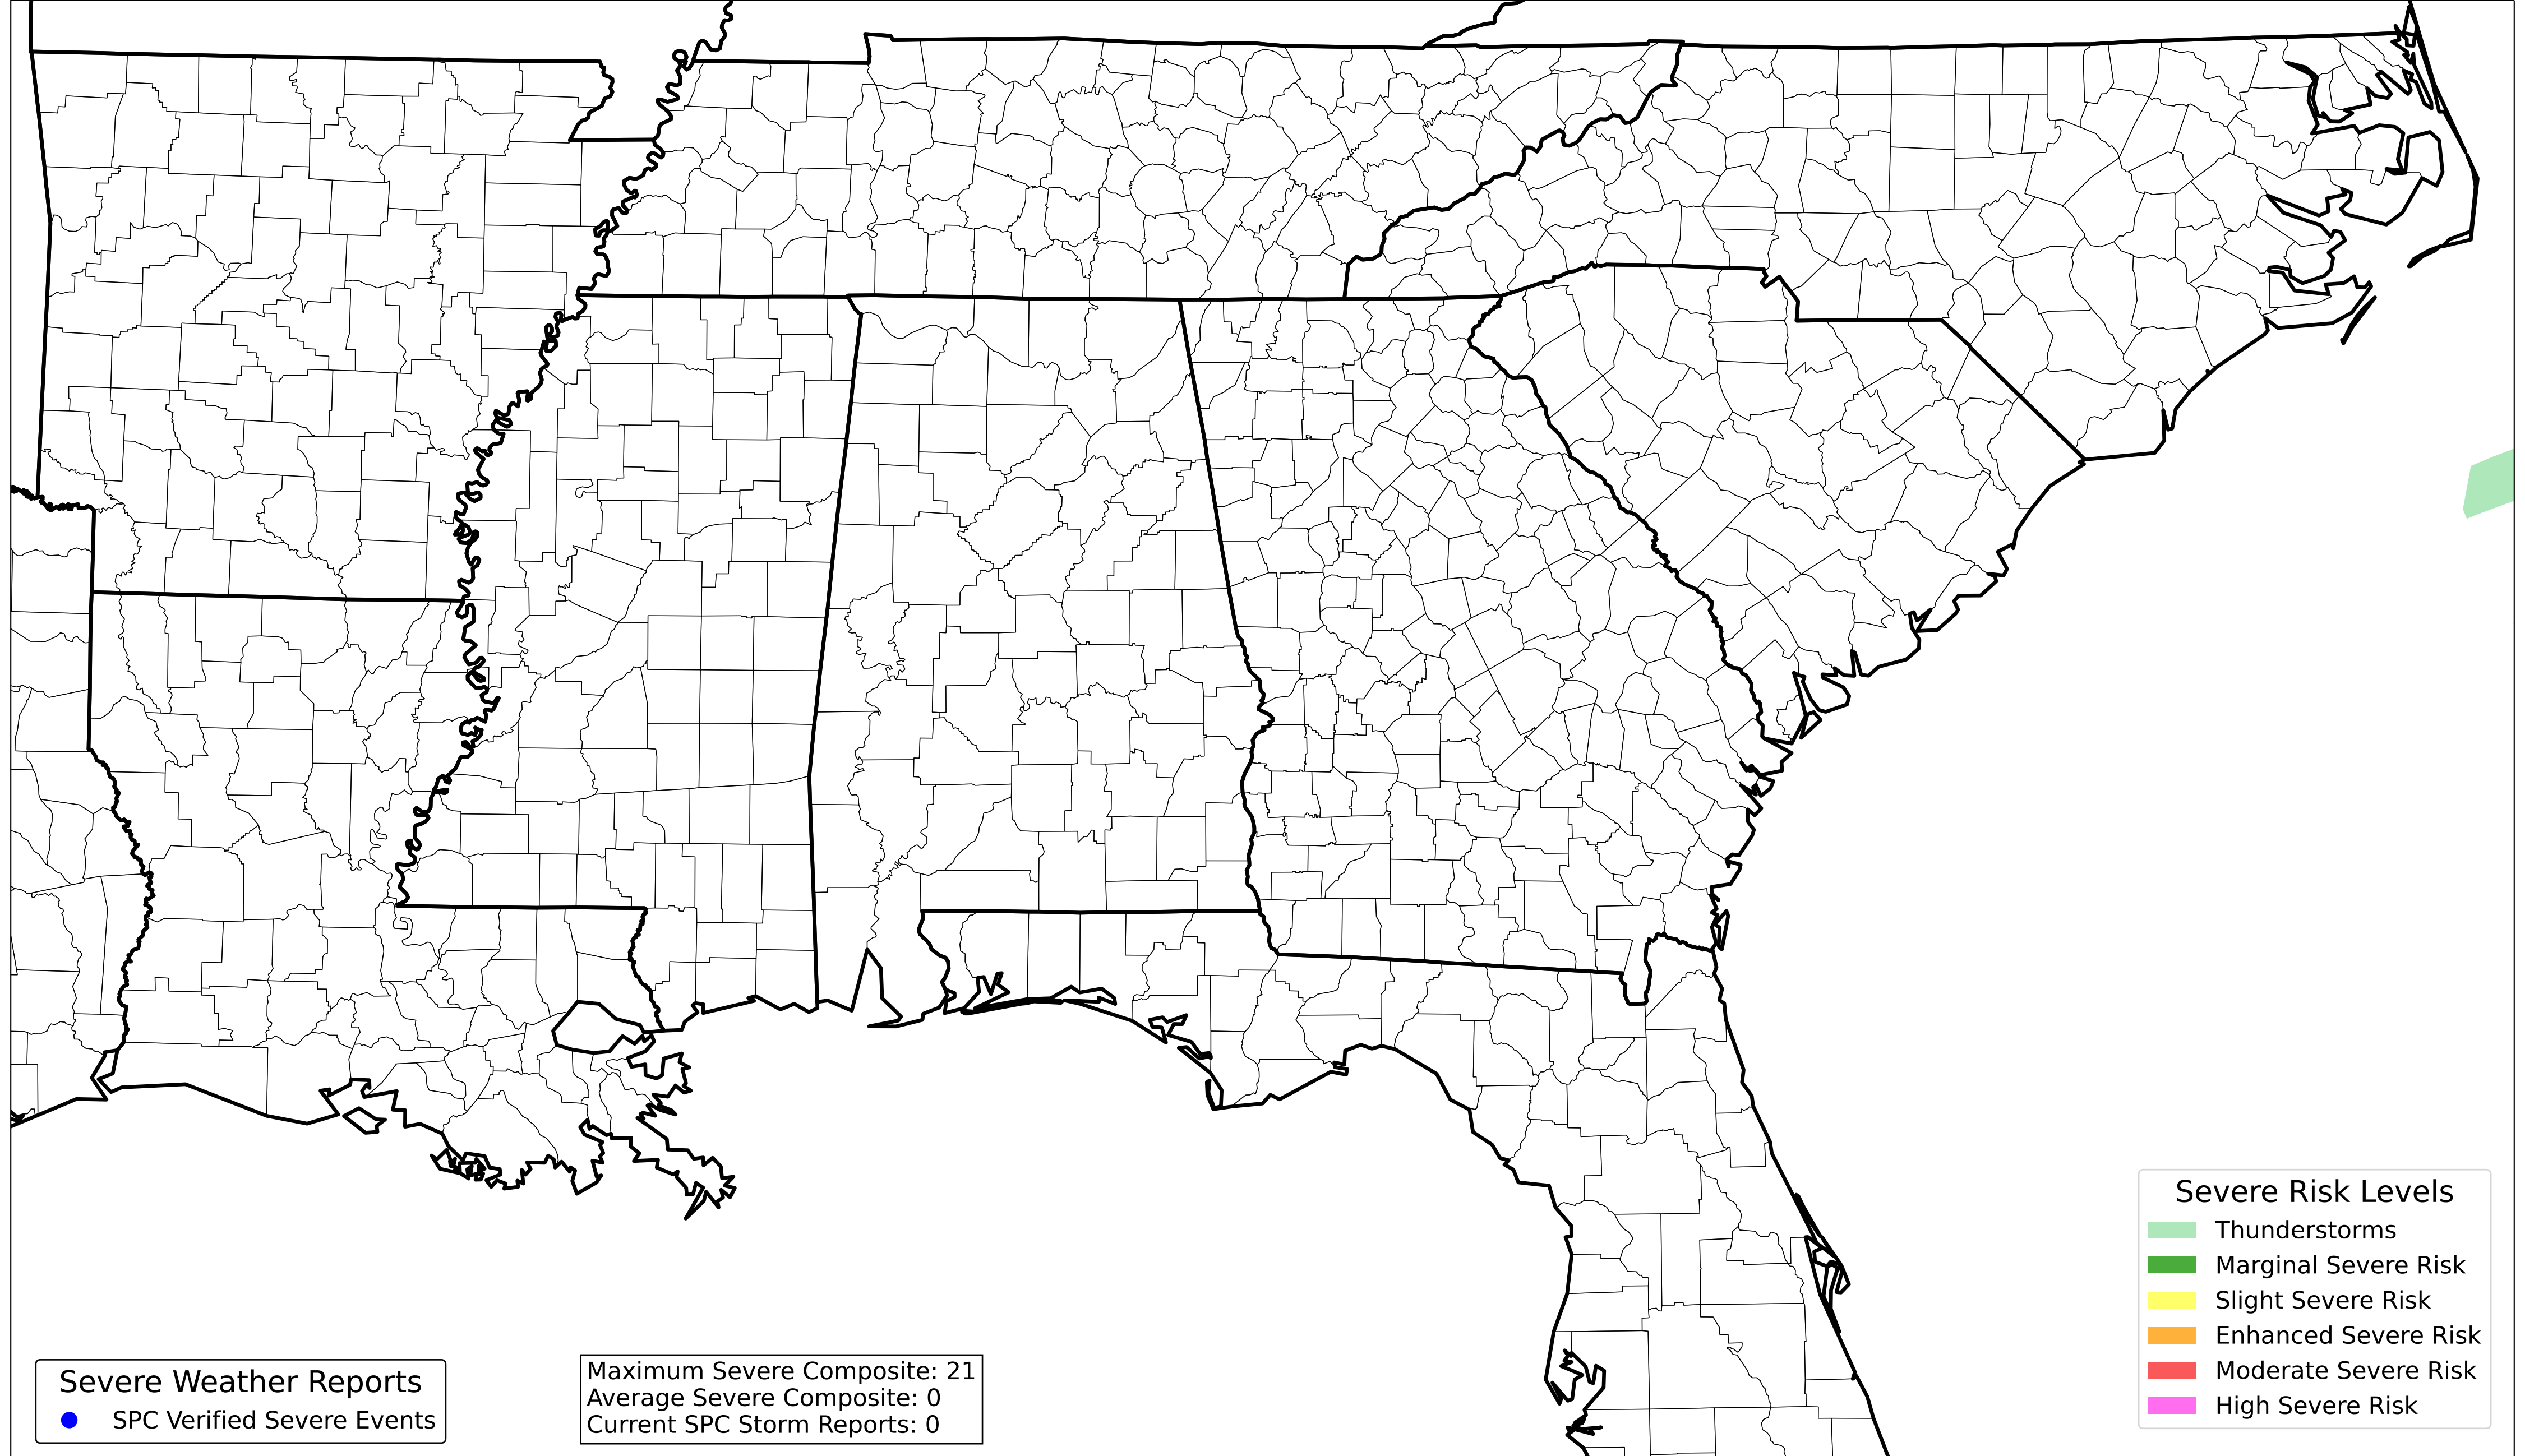 Severe Risk Levels
Thunderstorms
Marginal Severe Risk
Slight Severe Risk
Enhanced Severe Risk
Moderate Severe Risk
High Severe Risk
Severe Weather Reports
SPC Verified Severe Events
Maximum Severe Composite: 21
Average Severe Composite: 0
Current SPC Storm Reports: 0